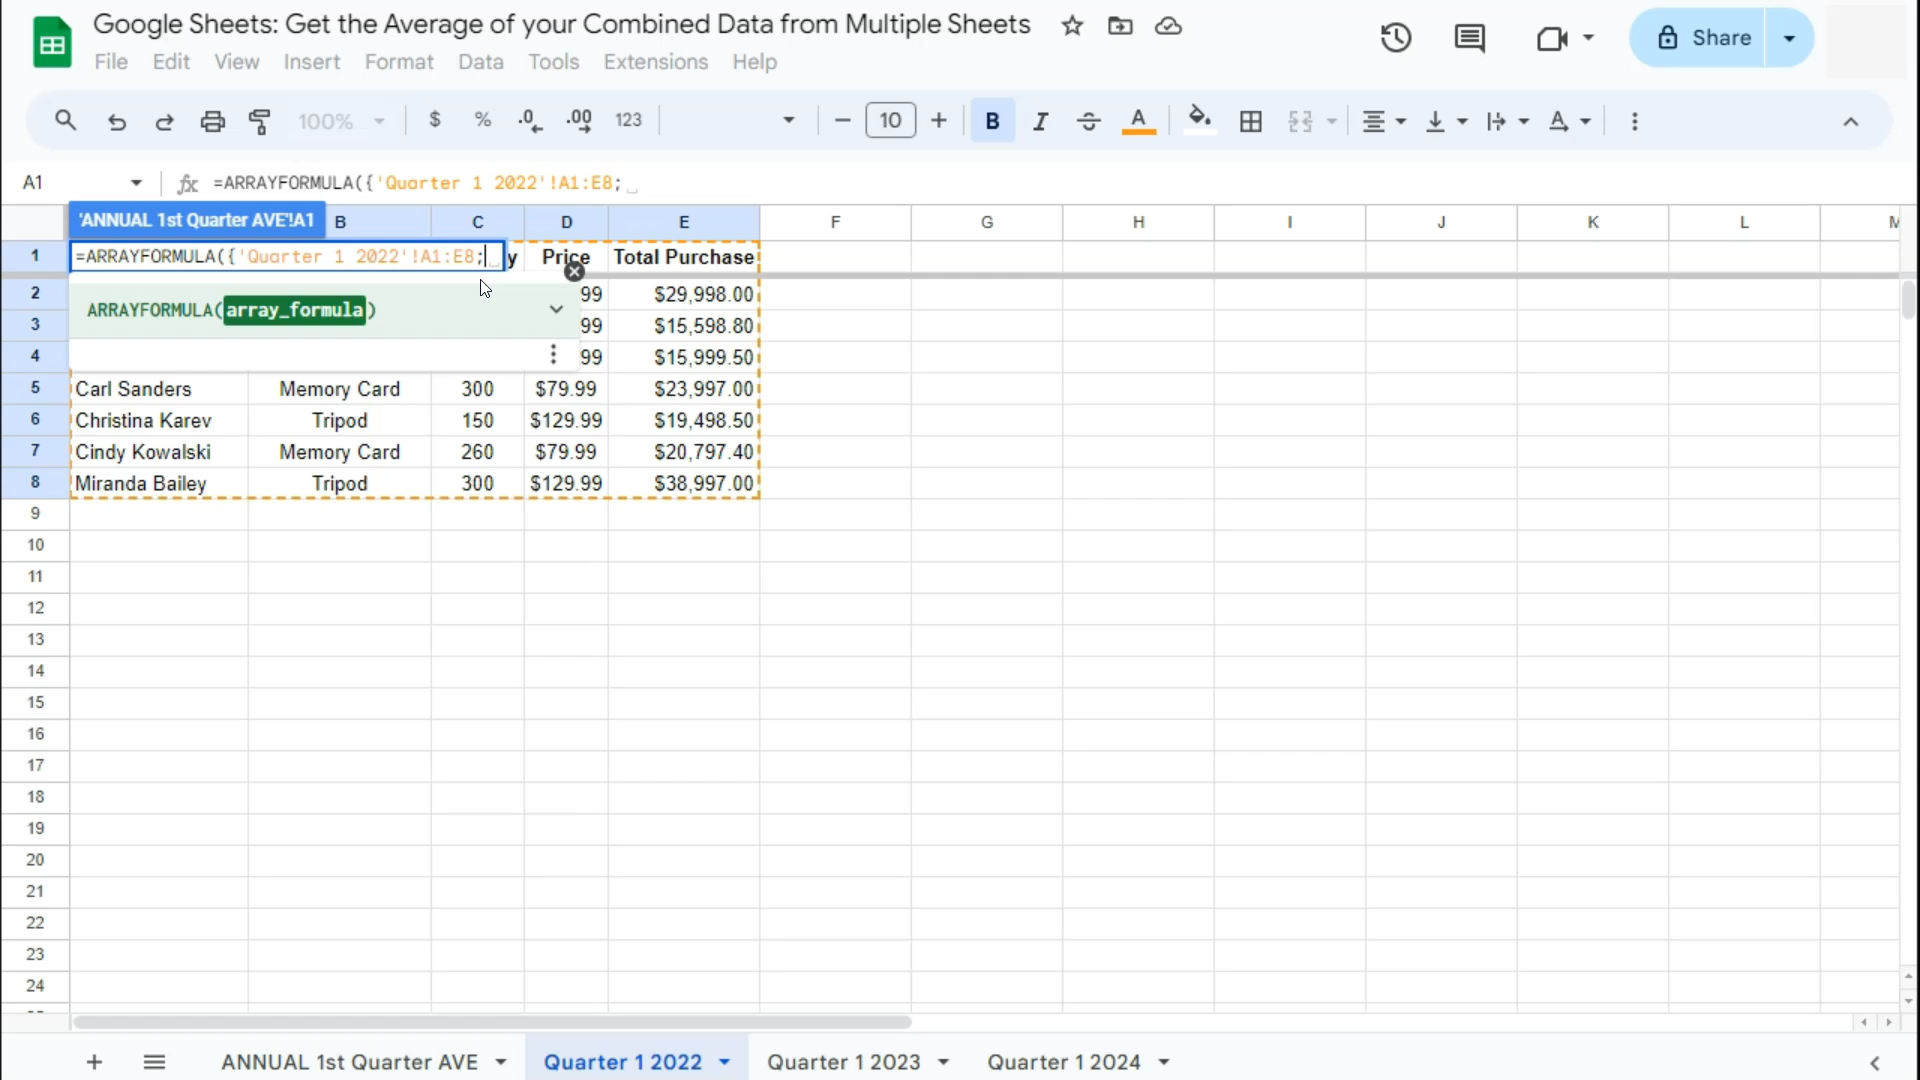 Google Sheets: Get the Average of your Combined Data from Multiple Sheets
File Edit View Insert Format Data Tools Extensions Help
Share
100% $ % .0 .00 123 10 B I A A
A1 fx =ARRAYFORMULA({'Quarter 1 2022'!A1:E8;
'ANNUAL 1st Quarter AVE'!A1 B C D E F G H I J K L M
1 =ARRAYFORMULA({'Quarter 1 2022'!A1:E8; y Price Total Purchase
2 99 $29,998.00
ARRAYFORMULA(array_formula)
3 99 $15,598.80
4 99 $15,999.50
5 Carl Sanders Memory Card 300 $79.99 $23,997.00
6 Christina Karev Tripod 150 $129.99 $19,498.50
7 Cindy Kowalski Memory Card 260 $79.99 $20,797.40
8 Miranda Bailey Tripod 300 $129.99 $38,997.00
9
10
11
12
13
14
15
16
17
18
19
20
21
22
23
24
ANNUAL 1st Quarter AVE Quarter 1 2022 Quarter 1 2023 Quarter 1 2024